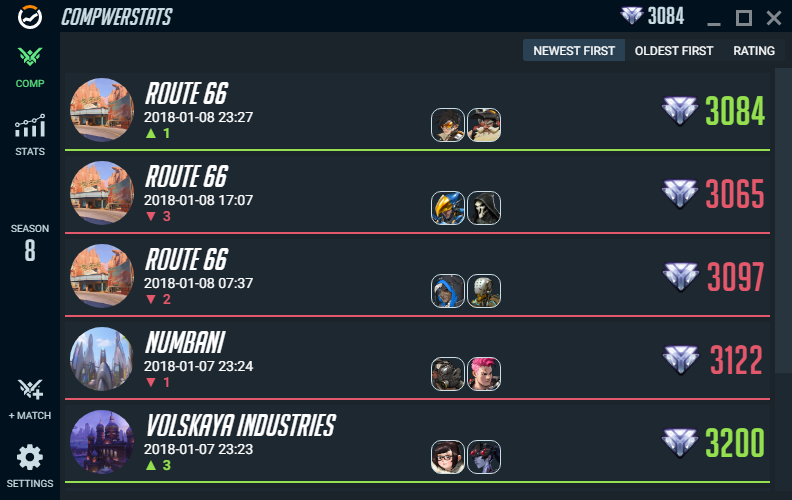 COMPWERSTATS
3084
NEWEST FIRST OLDEST FIRST RATING
COMP
STATS
SEASON
8
+ MATCH
SETTINGS
ROUTE 66
2018-01-08 23:27
▲ 1
3084
ROUTE 66
2018-01-08 17:07
▼ 3
3065
ROUTE 66
2018-01-08 07:37
▼ 2
3097
NUMBANI
2018-01-07 23:24
▼ 1
3122
VOLSKAYA INDUSTRIES
2018-01-07 23:23
▲ 3
3200